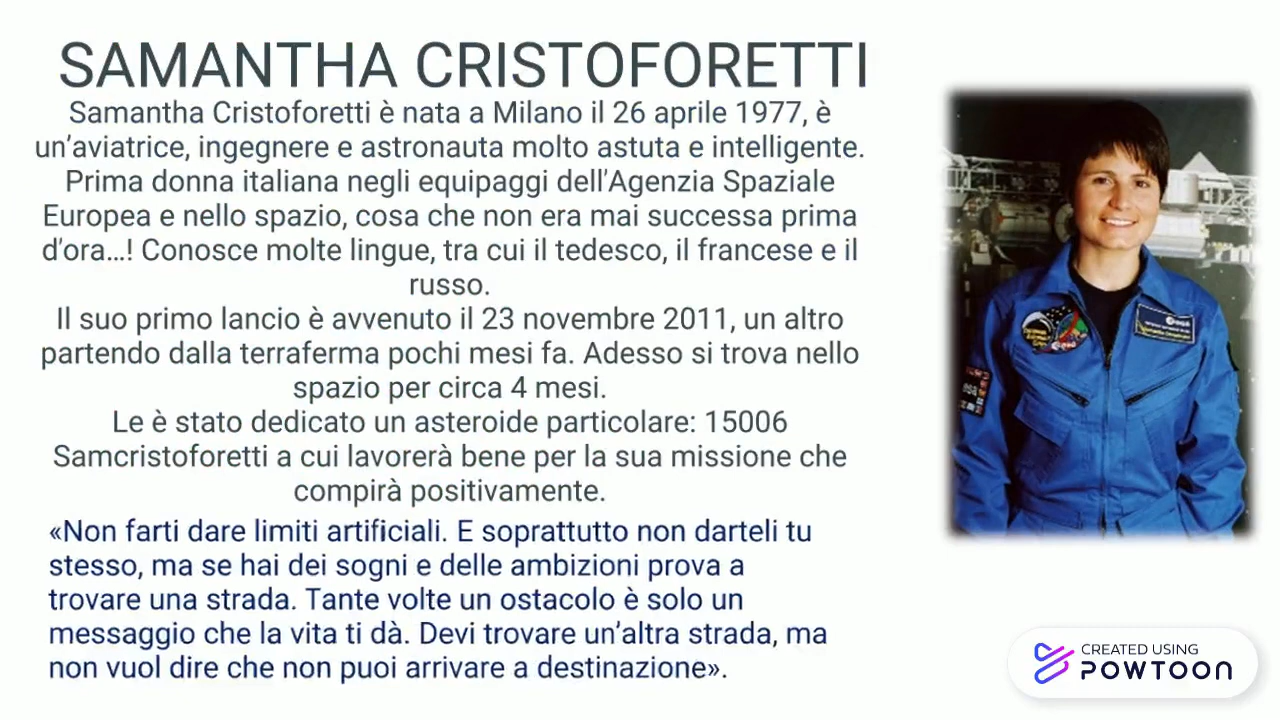 SAMANTHA CRISTOFORETTI
Samantha Cristoforetti è nata a Milano il 26 aprile 1977, è
un'aviatrice, ingegnere e astronauta molto astuta e intelligente.
Prima donna italiana negli equipaggi dell'Agenzia Spaziale
Europea e nello spazio, cosa che non era mai successa prima
d'ora…! Conosce molte lingue, tra cui il tedesco, il francese e il
russo.
Il suo primo lancio è avvenuto il 23 novembre 2011, un altro
partendo dalla terraferma pochi mesi fa. Adesso si trova nello
spazio per circa 4 mesi.
Le è stato dedicato un asteroide particolare: 15006
Samcristoforetti a cui lavorerà bene per la sua missione che
compirà positivamente.
«Non farti dare limiti artificiali. E soprattutto non darteli tu
stesso, ma se hai dei sogni e delle ambizioni prova a
trovare una strada. Tante volte un ostacolo è solo un
messaggio che la vita ti dà. Devi trovare un'altra strada, ma
non vuol dire che non puoi arrivare a destinazione».
esa
esa
CREATED USING
POWTOON